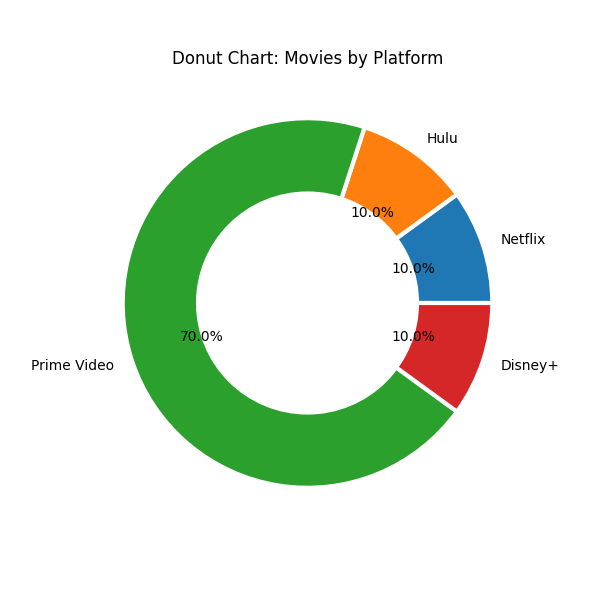 Donut Chart: Movies by Platform
Hulu
10.0%
Netflix
10.0%
70.0%
10.0%
Prime Video
Disney+